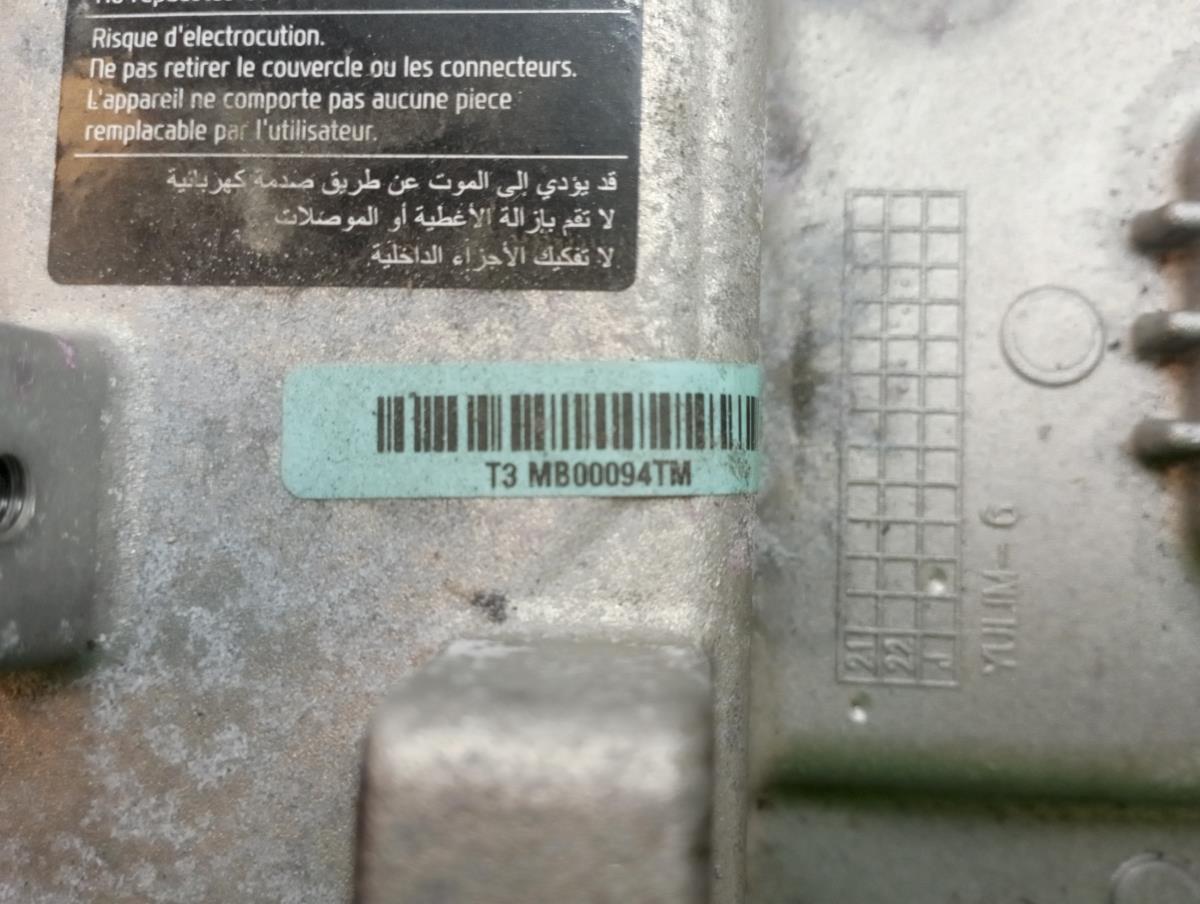 Risque d'electrocution.
Ne pas retirer le couvercle ou les connecteurs.
L'appareil ne comporte pas aucune piece
remplacable par l'utilisateur.
قد يؤدي إلى الموت عن طريق صدمة كهربائية
لا تقم بإزالة الأغطية أو الموصلات
لا تفكيك الأجزاء الداخلية
T3 MB00094TM
21
22
J
YULIM-6